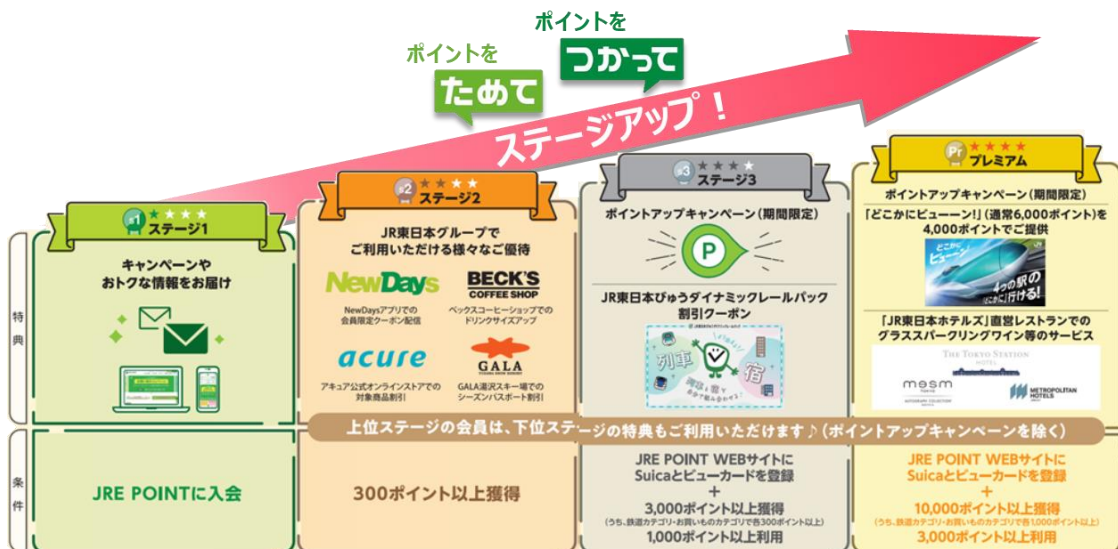 ポイントを
つかって
ポイントを
ためて
ステージアップ！
S1
ステージ1
キャンペーンや
おトクな情報をお届け
S2
ステージ2
JR東日本グループで
ご利用いただける様々なご優待
NewDays
NewDaysアプリでの
会員限定クーポン配信
BECK'S
COFFEE SHOP
ベックスコーヒーショップでの
ドリンクサイズアップ
acure
アキュア公式オンラインストアでの
対象商品割引
GALA
GALA湯沢スキー場での
シーズンパスポート割引
S3
ステージ3
ポイントアップキャンペーン（期間限定）
P
JR東日本びゅうダイナミックレールパック
割引クーポン
列車
宿
Pr
プレミアム
ポイントアップキャンペーン（期間限定）
「どこかにビューーン！」（通常6,000ポイント）を
4,000ポイントでご提供
どこかに
ビューーン！
4つの駅の
「どこかに」行ける！
「JR東日本ホテルズ」直営レストランでの
グラススパークリングワイン等のサービス
THE TOKYO STATION
HOTEL
mesm
TOKYO
METROPOLITAN
HOTELS
特典
上位ステージの会員は、下位ステージの特典もご利用いただけます♪（ポイントアップキャンペーンを除く）
条件
JRE POINTに入会
300ポイント以上獲得
JRE POINT WEBサイトに
Suicaとビューカードを登録
＋
3,000ポイント以上獲得
（うち、鉄道カテゴリ・お買いものカテゴリで各300ポイント以上）
1,000ポイント以上利用
JRE POINT WEBサイトに
Suicaとビューカードを登録
＋
10,000ポイント以上獲得
（うち、鉄道カテゴリ・お買いものカテゴリで各1,000ポイント以上）
3,000ポイント以上利用